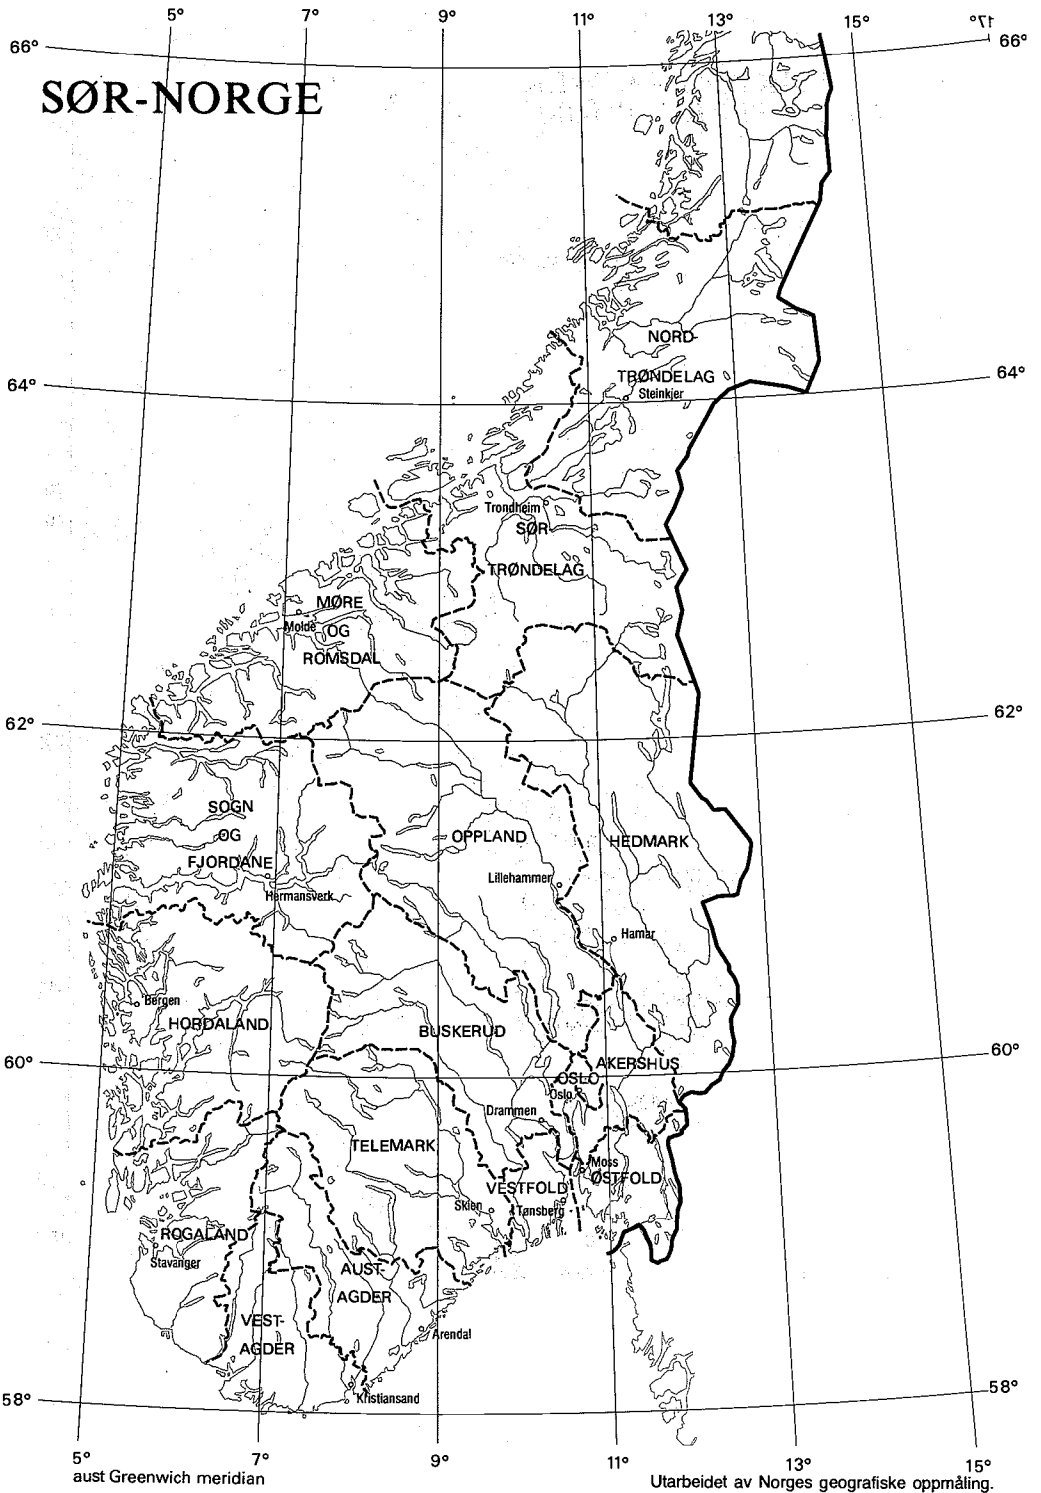 5° 7° 9° 11° 13° 15° 17°
66° 66°
SØR-NORGE
NORD-
TRØNDELAG
64° 64°
Steinkjer
Trondheim
SØR-
TRØNDELAG
MØRE
Molde OG
ROMSDAL
62° 62°
SOGN
OG
FJORDANE
OPPLAND
HEDMARK
Lillehammer
Hermansverk
Hamar
Bergen
HORDALAND
BUSKERUD
60° 60°
AKERSHUS
OSLO
Oslo
Drammen
TELEMARK
Moss
ØSTFOLD
VESTFOLD
Skien
Tønsberg
ROGALAND
Stavanger
AUST-
AGDER
VEST-
AGDER
Arendal
Kristiansand
58° 58°
5° 7° 9° 11° 13° 15°
aust Greenwich meridian
Utarbeidet av Norges geografiske oppmåling.